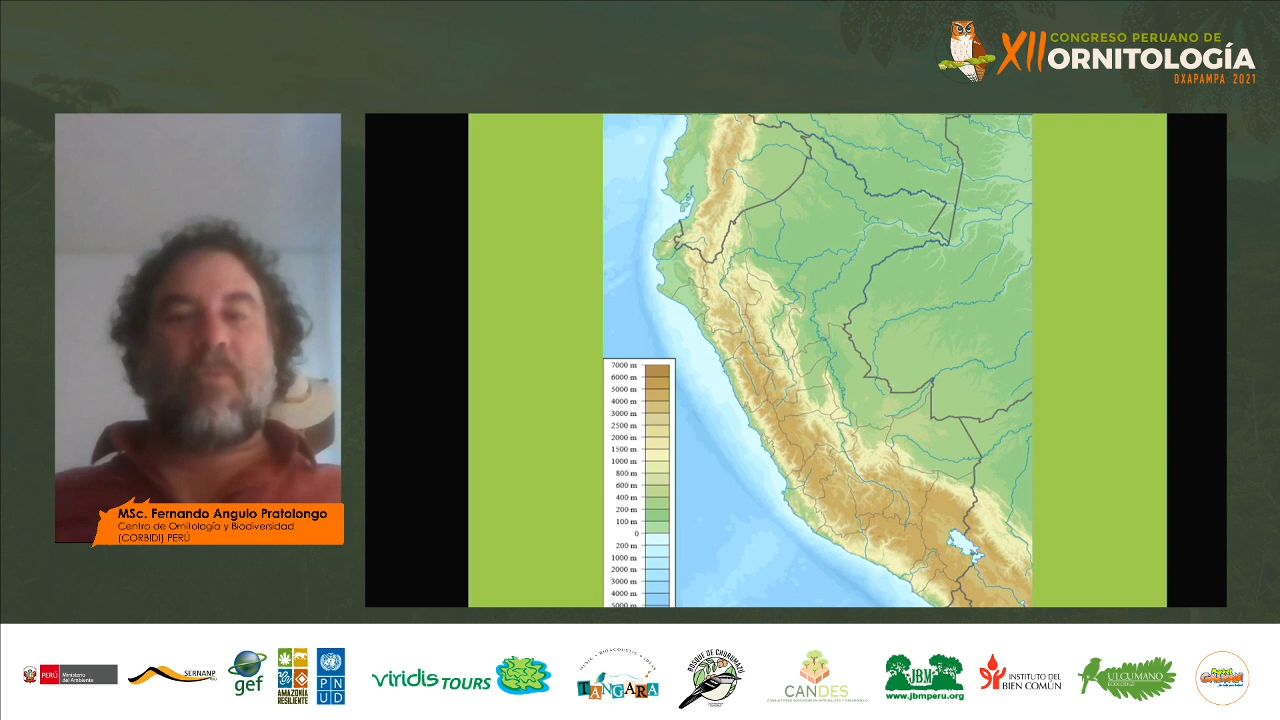 XII CONGRESO PERUANO DE
ORNITOLOGÍA
OXAPAMPA 2021
MSc. Fernando Angulo Pratolongo
Centro de Ornitología y Biodiversidad
(CORBIDI) PERÚ
7000 m
6000 m
5000 m
4000 m
3000 m
2500 m
2000 m
1500 m
1000 m
800 m
600 m
400 m
200 m
100 m
0
200 m
1000 m
2000 m
3000 m
4000 m
5000 m
PERÚ Ministerio
del Ambiente
SERNANP
gef
AMAZONÍA
RESILIENTE
PNUD
viridis TOURS
TANGARA
BOSQUE DE CHURUMAZÚ
CANDES
JBM
www.jbmperu.org
INSTITUTO DEL
BIEN COMÚN
ULCUMANO
ECOLODGE